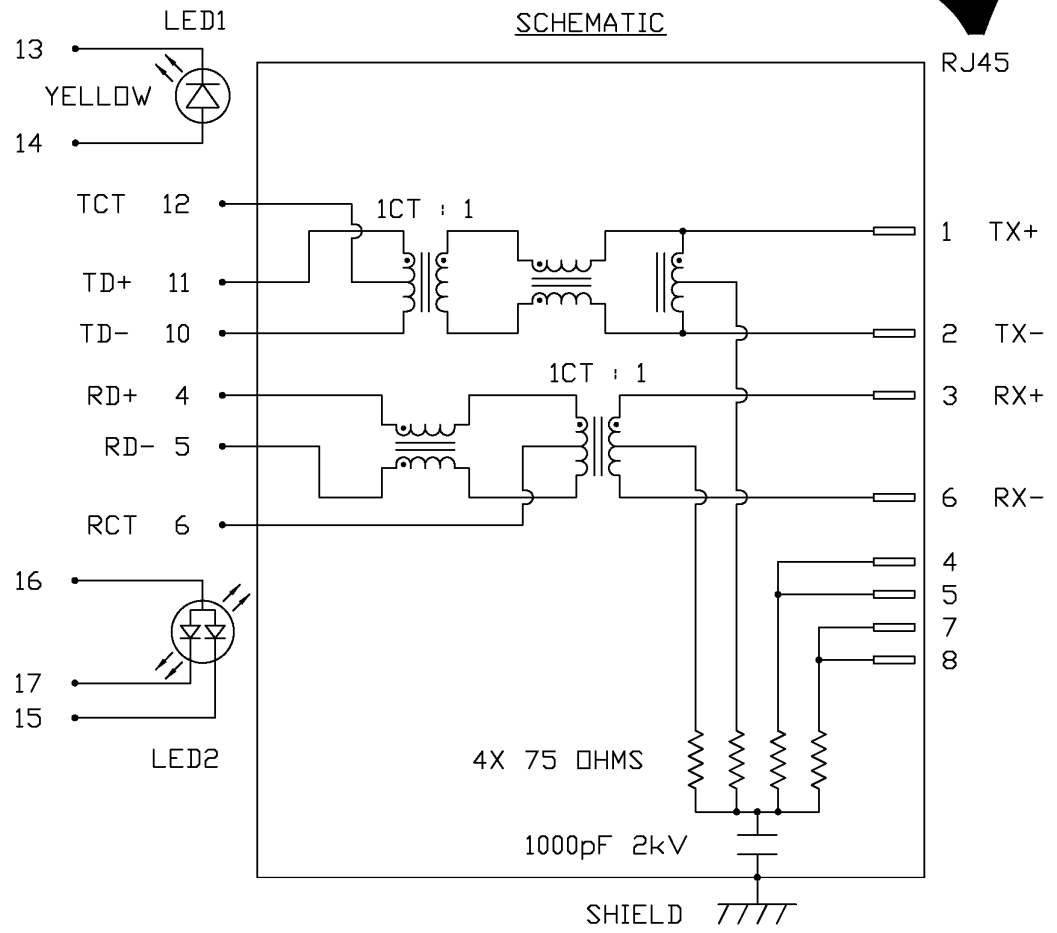 SCHEMATIC
RJ45
LED1
13
YELLOW
14
TCT 12
1CT : 1
1 TX+
TD+ 11
TD- 10
2 TX-
1CT : 1
RD+ 4
3 RX+
RD- 5
6 RX-
RCT 6
4
16
5
7
8
17
15
LED2
4X 75 OHMS
1000pF 2kV
SHIELD